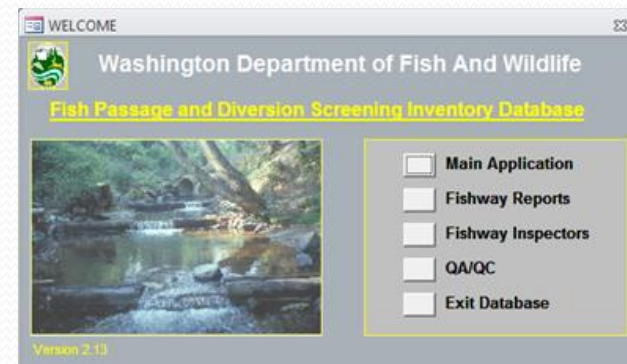 WELCOME
Washington Department of Fish And Wildlife
Fish Passage and Diversion Screening Inventory Database
Main Application
Fishway Reports
Fishway Inspectors
QA/QC
Exit Database
Version 2.13